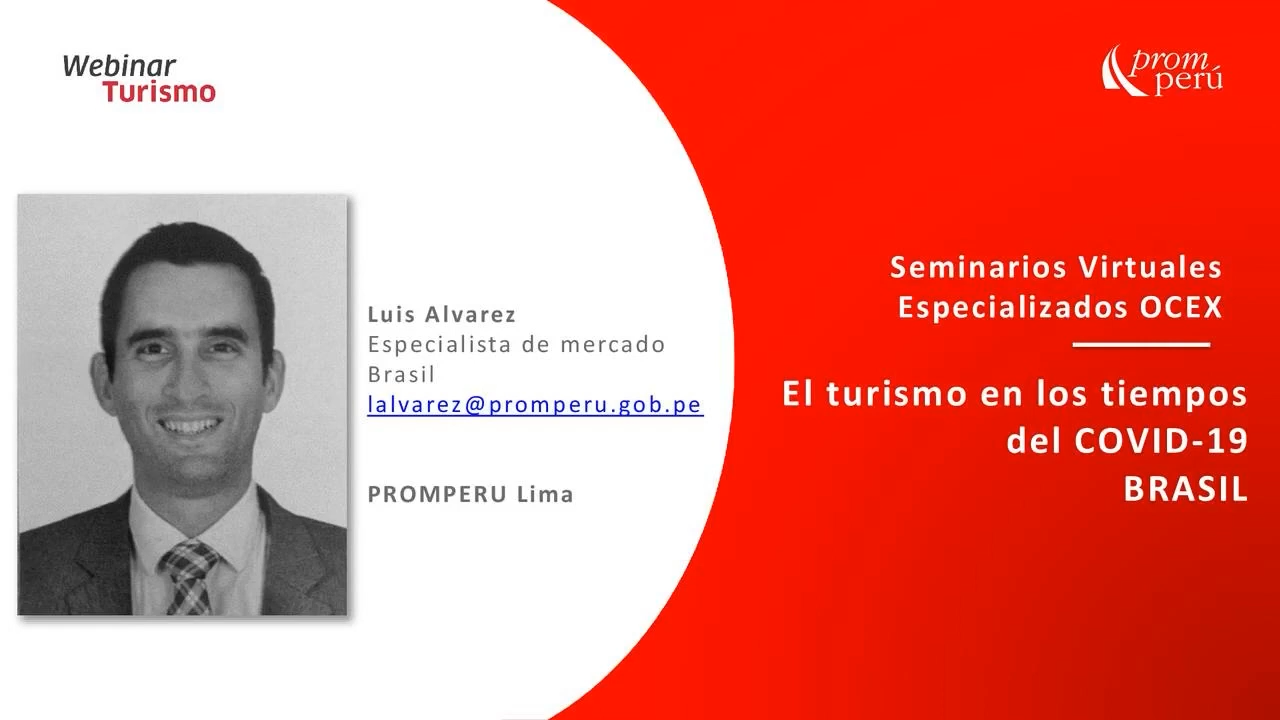 Webinar
Turismo
prom
perú
Luis Alvarez
Especialista de mercado
Brasil
lalvarez@promperu.gob.pe
PROMPERU Lima
Seminarios Virtuales
Especializados OCEX
El turismo en los tiempos
del COVID-19
BRASIL